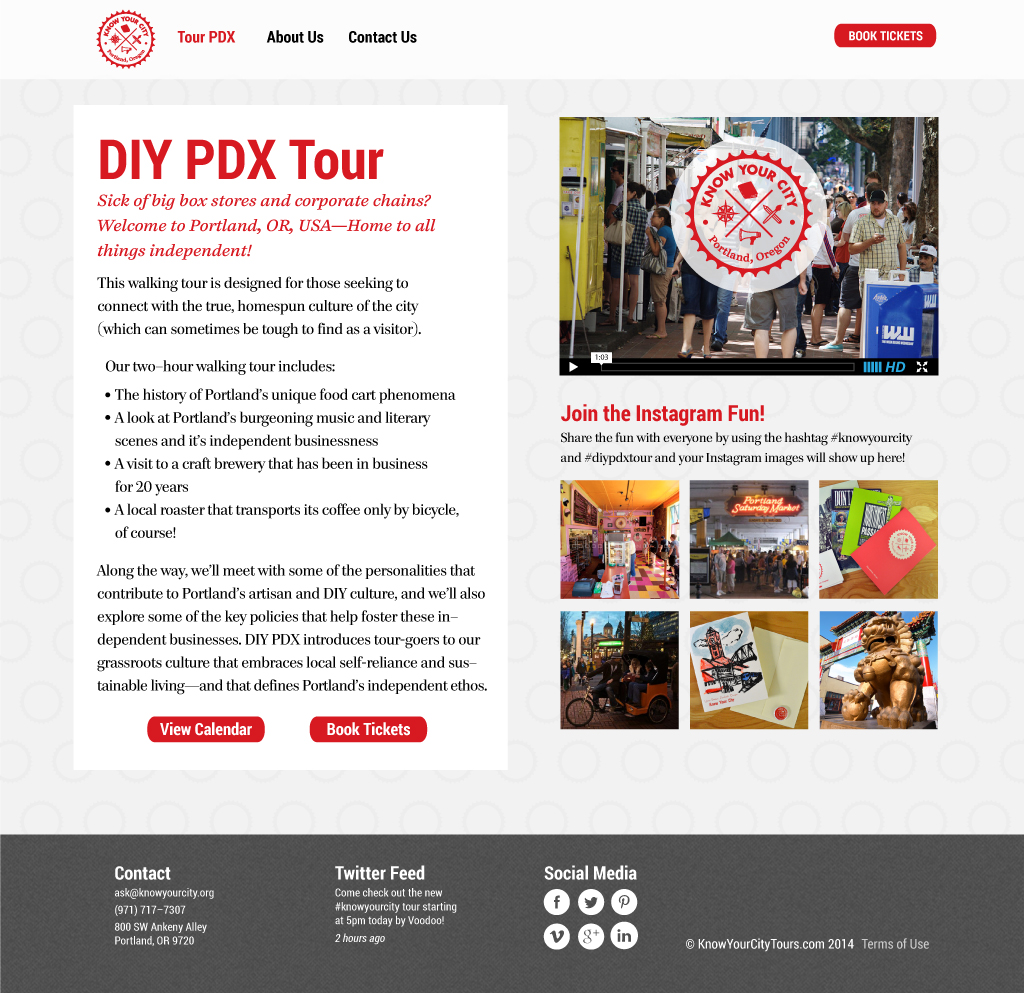 KNOW YOUR CITY
Portland, Oregon
Tour PDX
About Us
Contact Us
BOOK TICKETS
DIY PDX Tour
Sick of big box stores and corporate chains?
Welcome to Portland, OR, USA—Home to all
things independent!
This walking tour is designed for those seeking to
connect with the true, homespun culture of the city
(which can sometimes be tough to find as a visitor).
Our two–hour walking tour includes:
• The history of Portland's unique food cart phenomena
• A look at Portland's burgeoning music and literary
scenes and it's independent businessness
• A visit to a craft brewery that has been in business
for 20 years
• A local roaster that transports its coffee only by bicycle,
of course!
Along the way, we'll meet with some of the personalities that
contribute to Portland's artisan and DIY culture, and we'll also
explore some of the key policies that help foster these in–
dependent businesses. DIY PDX introduces tour-goers to our
grassroots culture that embraces local self-reliance and sus–
tainable living—and that defines Portland's independent ethos.
View Calendar
Book Tickets
KNOW YOUR CITY
Portland, Oregon
1:03
HD
Join the Instagram Fun!
Share the fun with everyone by using the hashtag #knowyourcity
and #diypdxtour and your Instagram images will show up here!
Portland
Saturday Market
Contact
ask@knowyourcity.org
(971) 717–7307
800 SW Ankeny Alley
Portland, OR 9720
Twitter Feed
Come check out the new
#knowyourcity tour starting
at 5pm today by Voodoo!
2 hours ago
Social Media
© KnowYourCityTours.com 2014
Terms of Use